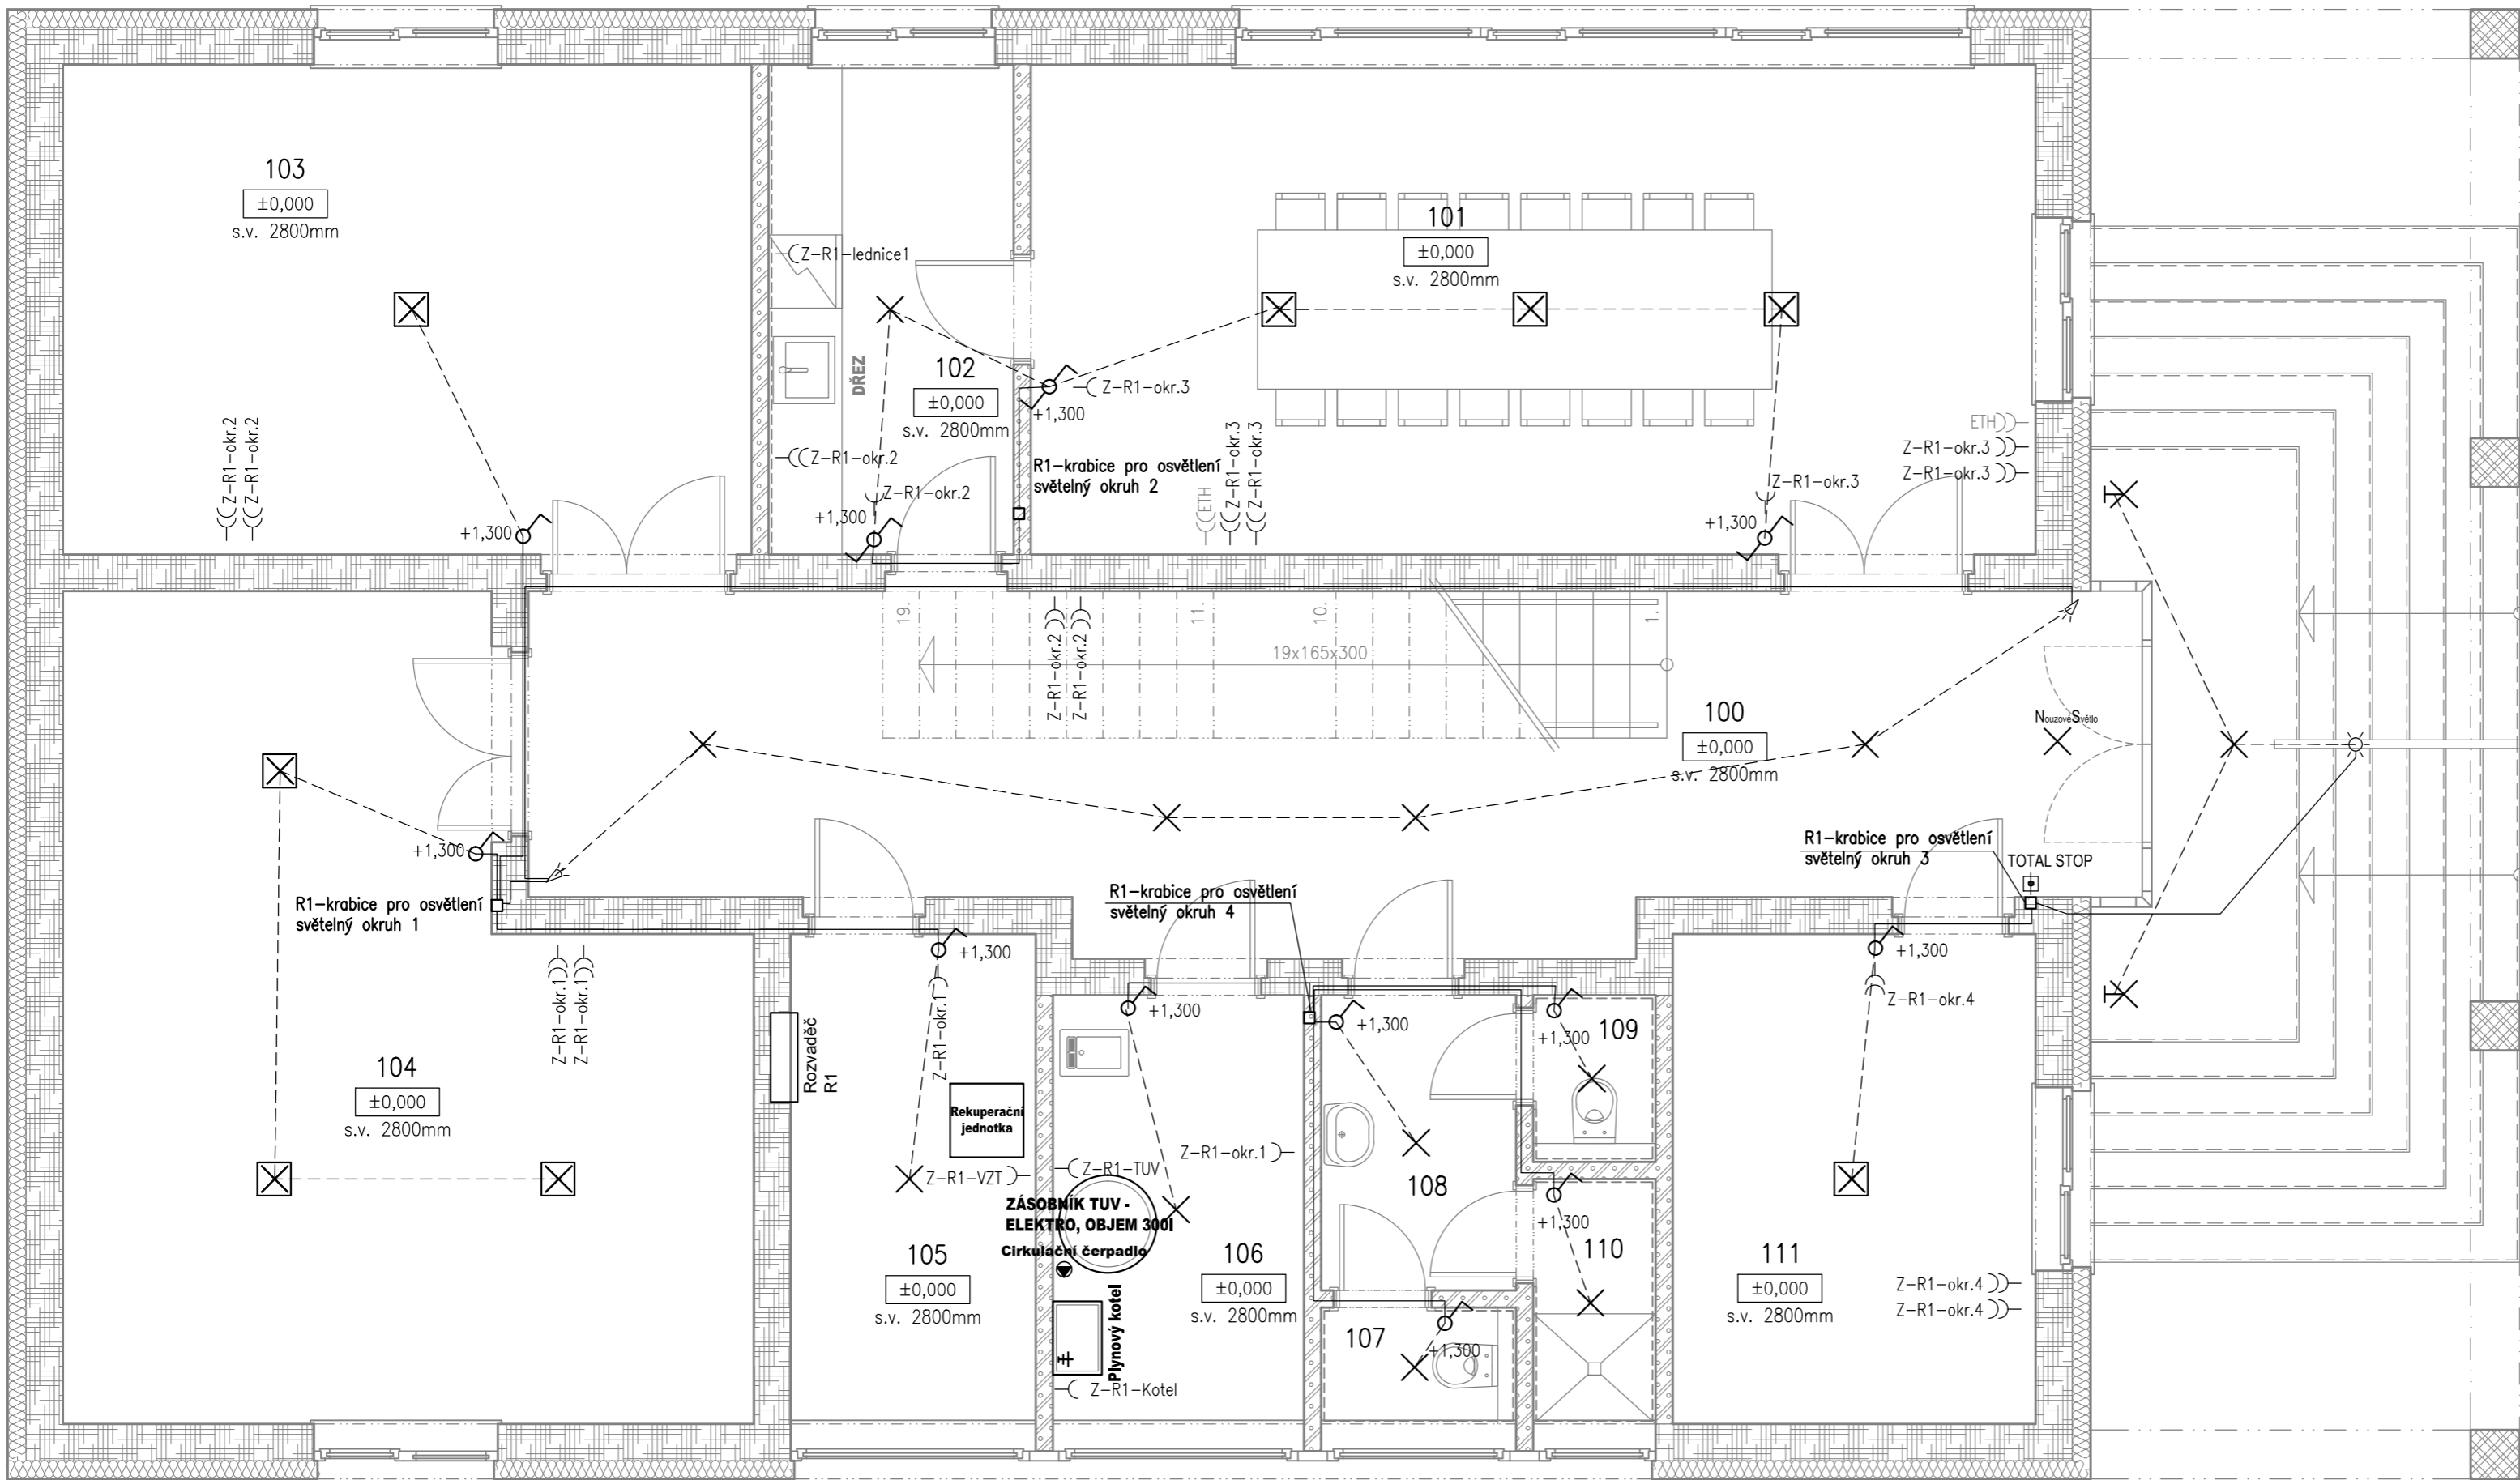 103
±0,000
s.v. 2800mm
Z-R1-okr.2
Z-R1-okr.2
+1,300
Z-R1-lednice1
DŘEZ
102
±0,000
s.v. 2800mm
Z-R1-okr.2
Z-R1-okr.2
+1,300
R1-krabice pro osvětlení
světelný okruh 2
101
±0,000
s.v. 2800mm
Z-R1-okr.3
+1,300
ETH
Z-R1-okr.3
Z-R1-okr.3
Z-R1-okr.3
+1,300
ETH
Z-R1-okr.3
Z-R1-okr.3
19.
11.
10.
1.
19x165x300
Z-R1-okr.2
Z-R1-okr.2
100
±0,000
s.v. 2800mm
NouzovéSvětlo
R1-krabice pro osvětlení
světelný okruh 3
TOTAL STOP
+1,300
R1-krabice pro osvětlení
světelný okruh 1
R1-krabice pro osvětlení
světelný okruh 4
Z-R1-okr.1
Z-R1-okr.1
104
±0,000
s.v. 2800mm
Rozvaděč
R1
+1,300
Z-R1-okr.1
Rekuperační
jednotka
Z-R1-VZT
105
±0,000
s.v. 2800mm
+1,300
Z-R1-okr.1
Z-R1-TUV
ZÁSOBNÍK TUV -
ELEKTRO, OBJEM 300l
Cirkulační čerpadlo
Plynový kotel
Z-R1-Kotel
106
±0,000
s.v. 2800mm
+1,300
108
+1,300
109
+1,300
110
107
+1,300
+1,300
Z-R1-okr.4
111
±0,000
s.v. 2800mm
Z-R1-okr.4
Z-R1-okr.4